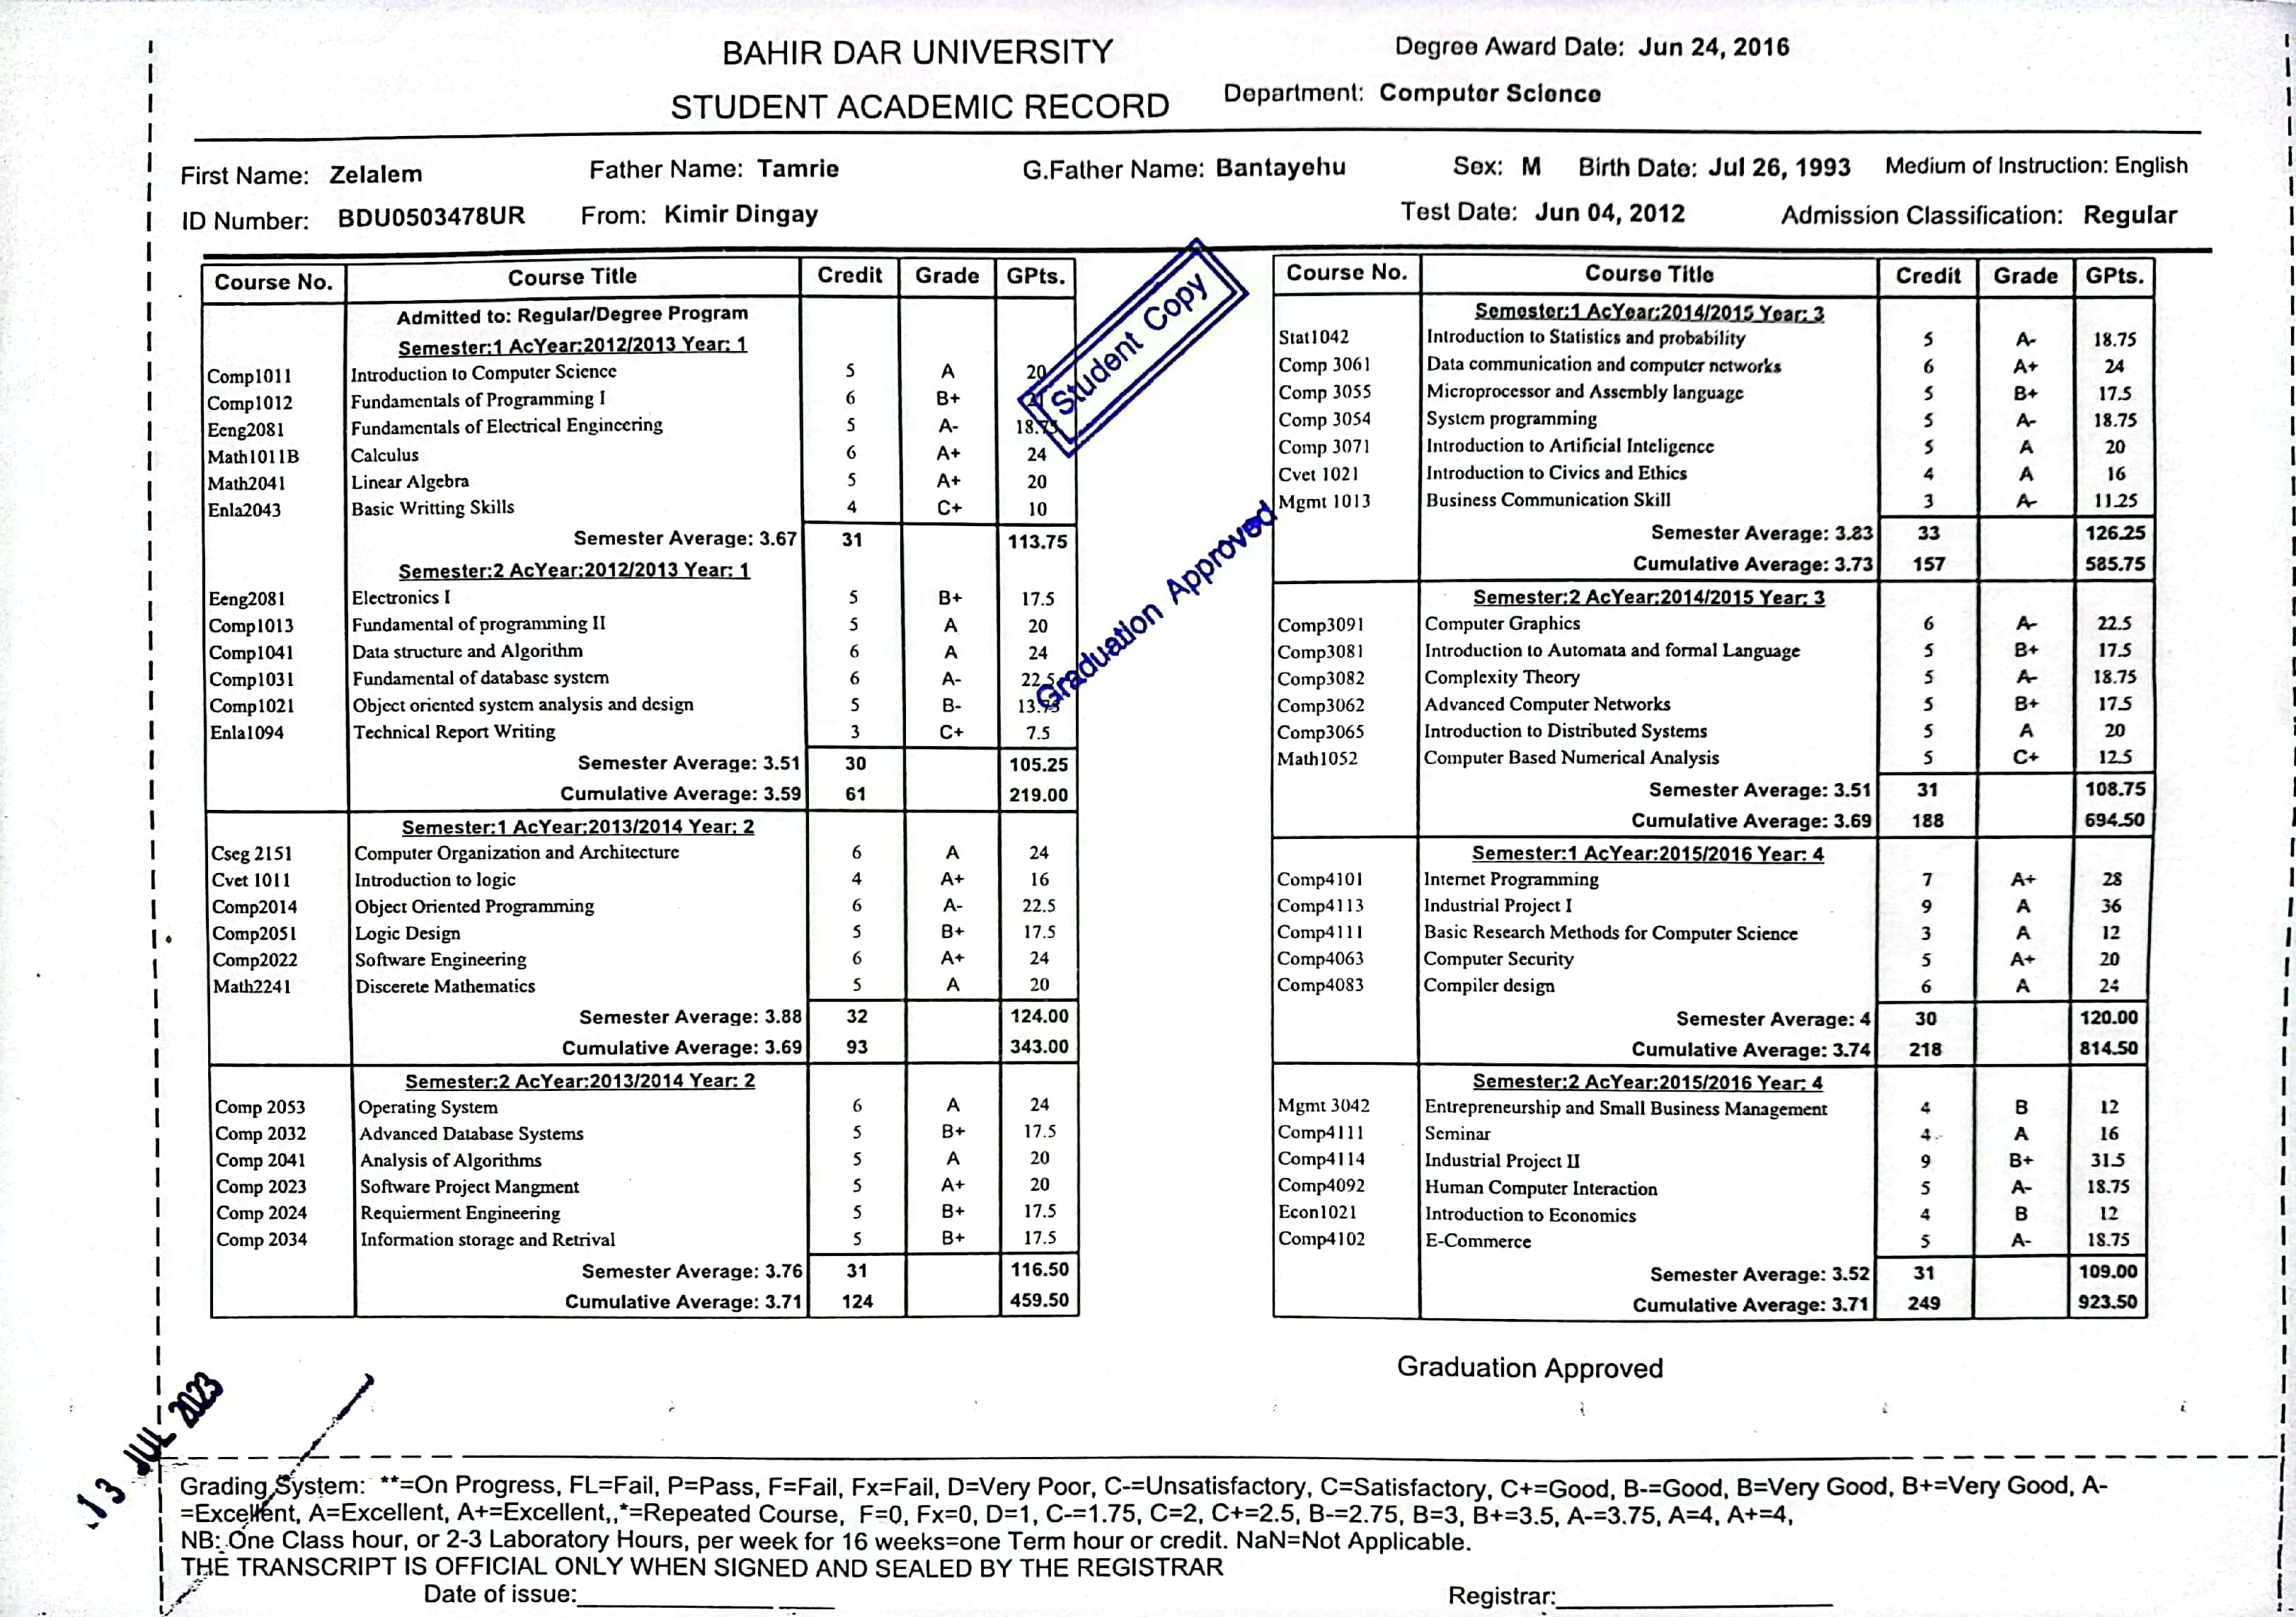 BAHIR DAR UNIVERSITY
STUDENT ACADEMIC RECORD
Degree Award Date: Jun 24, 2016
Department: Computer Science
First Name: Zelalem Father Name: Tamrie G.Father Name: Bantayehu Sex: M Birth Date: Jul 26, 1993 Medium of Instruction: English
ID Number: BDU0503478UR From: Kimir Dingay Test Date: Jun 04, 2012 Admission Classification: Regular
Course No. Course Title Credit Grade GPts.
Admitted to: Regular/Degree Program
Semester:1 AcYear:2012/2013 Year: 1
Comp1011 Introduction to Computer Science 5 A 20
Comp1012 Fundamentals of Programming I 6 B+ 21
Eeng2081 Fundamentals of Electrical Engineering 5 A- 18.75
Math1011B Calculus 6 A+ 24
Math2041 Linear Algebra 5 A+ 20
Enla2043 Basic Writting Skills 4 C+ 10
Semester Average: 3.67 31 113.75
Semester:2 AcYear:2012/2013 Year: 1
Eeng2081 Electronics I 5 B+ 17.5
Comp1013 Fundamental of programming II 5 A 20
Comp1041 Data structure and Algorithm 6 A 24
Comp1031 Fundamental of database system 6 A- 22.5
Comp1021 Object oriented system analysis and design 5 B- 13.75
Enla1094 Technical Report Writing 3 C+ 7.5
Semester Average: 3.51 30 105.25
Cumulative Average: 3.59 61 219.00
Semester:1 AcYear:2013/2014 Year: 2
Cseg 2151 Computer Organization and Architecture 6 A 24
Cvet 1011 Introduction to logic 4 A+ 16
Comp2014 Object Oriented Programming 6 A- 22.5
Comp2051 Logic Design 5 B+ 17.5
Comp2022 Software Engineering 6 A+ 24
Math2241 Discerete Mathematics 5 A 20
Semester Average: 3.88 32 124.00
Cumulative Average: 3.69 93 343.00
Semester:2 AcYear:2013/2014 Year: 2
Comp 2053 Operating System 6 A 24
Comp 2032 Advanced Database Systems 5 B+ 17.5
Comp 2041 Analysis of Algorithms 5 A 20
Comp 2023 Software Project Mangment 5 A+ 20
Comp 2024 Requierment Engineering 5 B+ 17.5
Comp 2034 Information storage and Retrival 5 B+ 17.5
Semester Average: 3.76 31 116.50
Cumulative Average: 3.71 124 459.50
Student Copy
Graduation Approved
Course No. Course Title Credit Grade GPts.
Semester:1 AcYear:2014/2015 Year: 3
Stat1042 Introduction to Statistics and probability 5 A- 18.75
Comp 3061 Data communication and computer networks 6 A+ 24
Comp 3055 Microprocessor and Assembly language 5 B+ 17.5
Comp 3054 System programming 5 A- 18.75
Comp 3071 Introduction to Artificial Inteligence 5 A 20
Cvet 1021 Introduction to Civics and Ethics 4 A 16
Mgmt 1013 Business Communication Skill 3 A- 11.25
Semester Average: 3.83 33 126.25
Cumulative Average: 3.73 157 585.75
Semester:2 AcYear:2014/2015 Year: 3
Comp3091 Computer Graphics 6 A- 22.5
Comp3081 Introduction to Automata and formal Language 5 B+ 17.5
Comp3082 Complexity Theory 5 A- 18.75
Comp3062 Advanced Computer Networks 5 B+ 17.5
Comp3065 Introduction to Distributed Systems 5 A 20
Math1052 Computer Based Numerical Analysis 5 C+ 12.5
Semester Average: 3.51 31 108.75
Cumulative Average: 3.69 188 694.50
Semester:1 AcYear:2015/2016 Year: 4
Comp4101 Internet Programming 7 A+ 28
Comp4113 Industrial Project I 9 A 36
Comp4111 Basic Research Methods for Computer Science 3 A 12
Comp4063 Computer Security 5 A+ 20
Comp4083 Compiler design 6 A 24
Semester Average: 4 30 120.00
Cumulative Average: 3.74 218 814.50
Semester:2 AcYear:2015/2016 Year: 4
Mgmt 3042 Entrepreneurship and Small Business Management 4 B 12
Comp4111 Seminar 4 A 16
Comp4114 Industrial Project II 9 B+ 31.5
Comp4092 Human Computer Interaction 5 A- 18.75
Econ1021 Introduction to Economics 4 B 12
Comp4102 E-Commerce 5 A- 18.75
Semester Average: 3.52 31 109.00
Cumulative Average: 3.71 249 923.50
Graduation Approved
13 JUL 2023
Grading System: **=On Progress, FL=Fail, P=Pass, F=Fail, Fx=Fail, D=Very Poor, C-=Unsatisfactory, C=Satisfactory, C+=Good, B-=Good, B=Very Good, B+=Very Good, A-
=Excellent, A=Excellent, A+=Excellent,,*=Repeated Course, F=0, Fx=0, D=1, C-=1.75, C=2, C+=2.5, B-=2.75, B=3, B+=3.5, A-=3.75, A=4, A+=4,
NB: One Class hour, or 2-3 Laboratory Hours, per week for 16 weeks=one Term hour or credit. NaN=Not Applicable.
THE TRANSCRIPT IS OFFICIAL ONLY WHEN SIGNED AND SEALED BY THE REGISTRAR
Date of issue: Registrar: